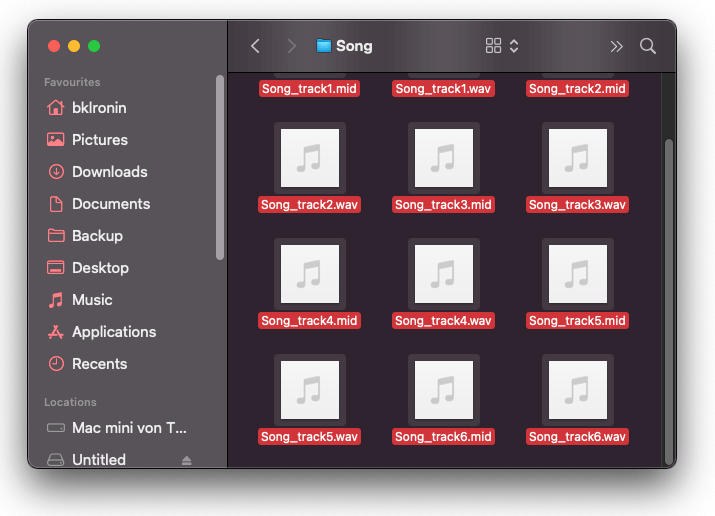 Song
Favourites
bklronin
Pictures
Downloads
Documents
Backup
Desktop
Music
Applications
Recents
Locations
Mac mini von T...
Untitled
Song_track1.mid
Song_track1.wav
Song_track2.mid
Song_track2.wav
Song_track3.mid
Song_track3.wav
Song_track4.mid
Song_track4.wav
Song_track5.mid
Song_track5.wav
Song_track6.mid
Song_track6.wav